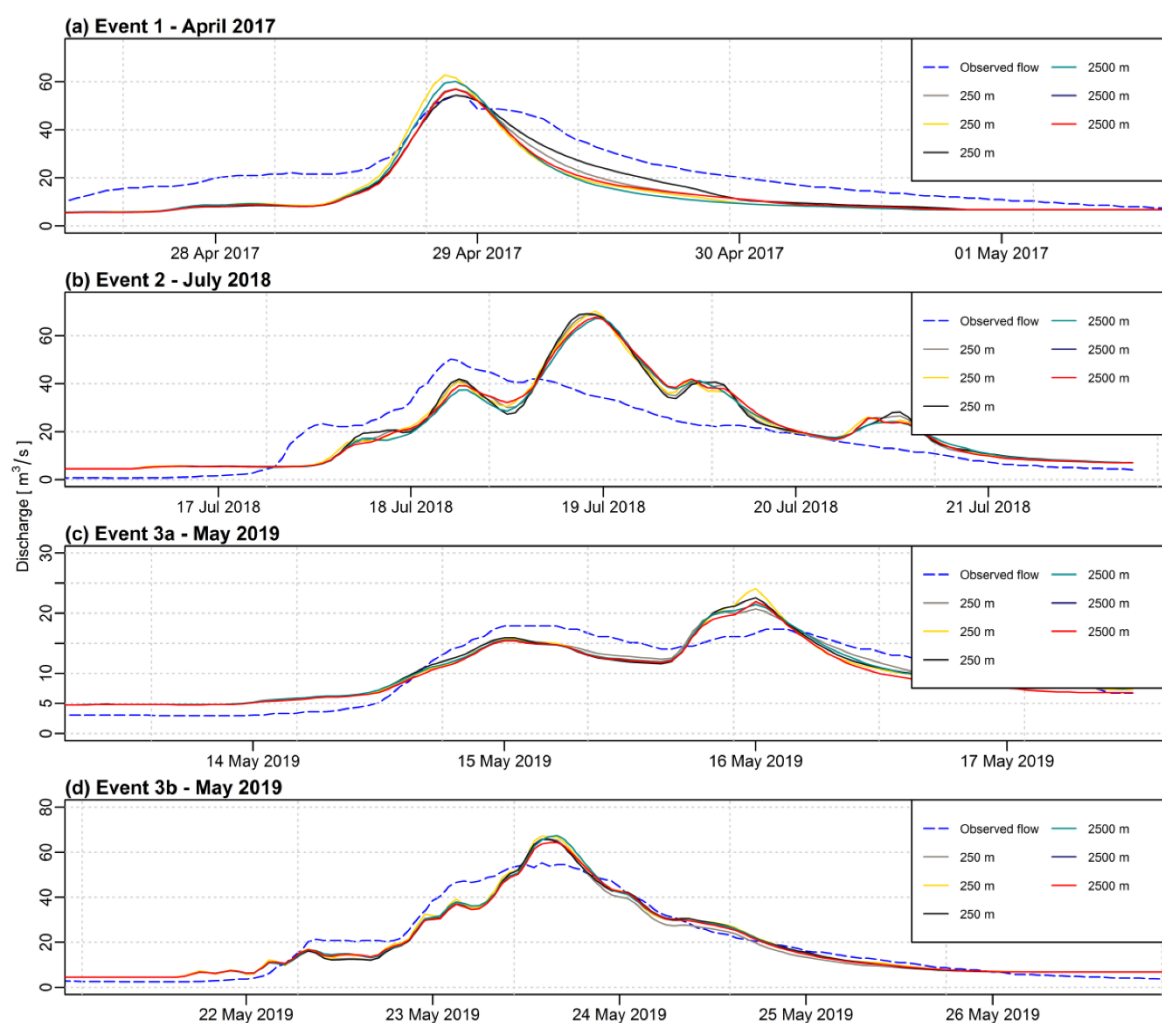 (a) Event 1 - April 2017
60
40
20
0
Observed flow 2500 m
250 m 2500 m
250 m 2500 m
250 m
28 Apr 2017 29 Apr 2017 30 Apr 2017 01 May 2017
(b) Event 2 - July 2018
60
40
20
0
Observed flow 2500 m
250 m 2500 m
250 m 2500 m
250 m
17 Jul 2018 18 Jul 2018 19 Jul 2018 20 Jul 2018 21 Jul 2018
Discharge [ m³/s ]
(c) Event 3a - May 2019
30
20
10
5
0
Observed flow 2500 m
250 m 2500 m
250 m 2500 m
250 m
14 May 2019 15 May 2019 16 May 2019 17 May 2019
(d) Event 3b - May 2019
80
60
40
20
0
Observed flow 2500 m
250 m 2500 m
250 m 2500 m
250 m
22 May 2019 23 May 2019 24 May 2019 25 May 2019 26 May 2019